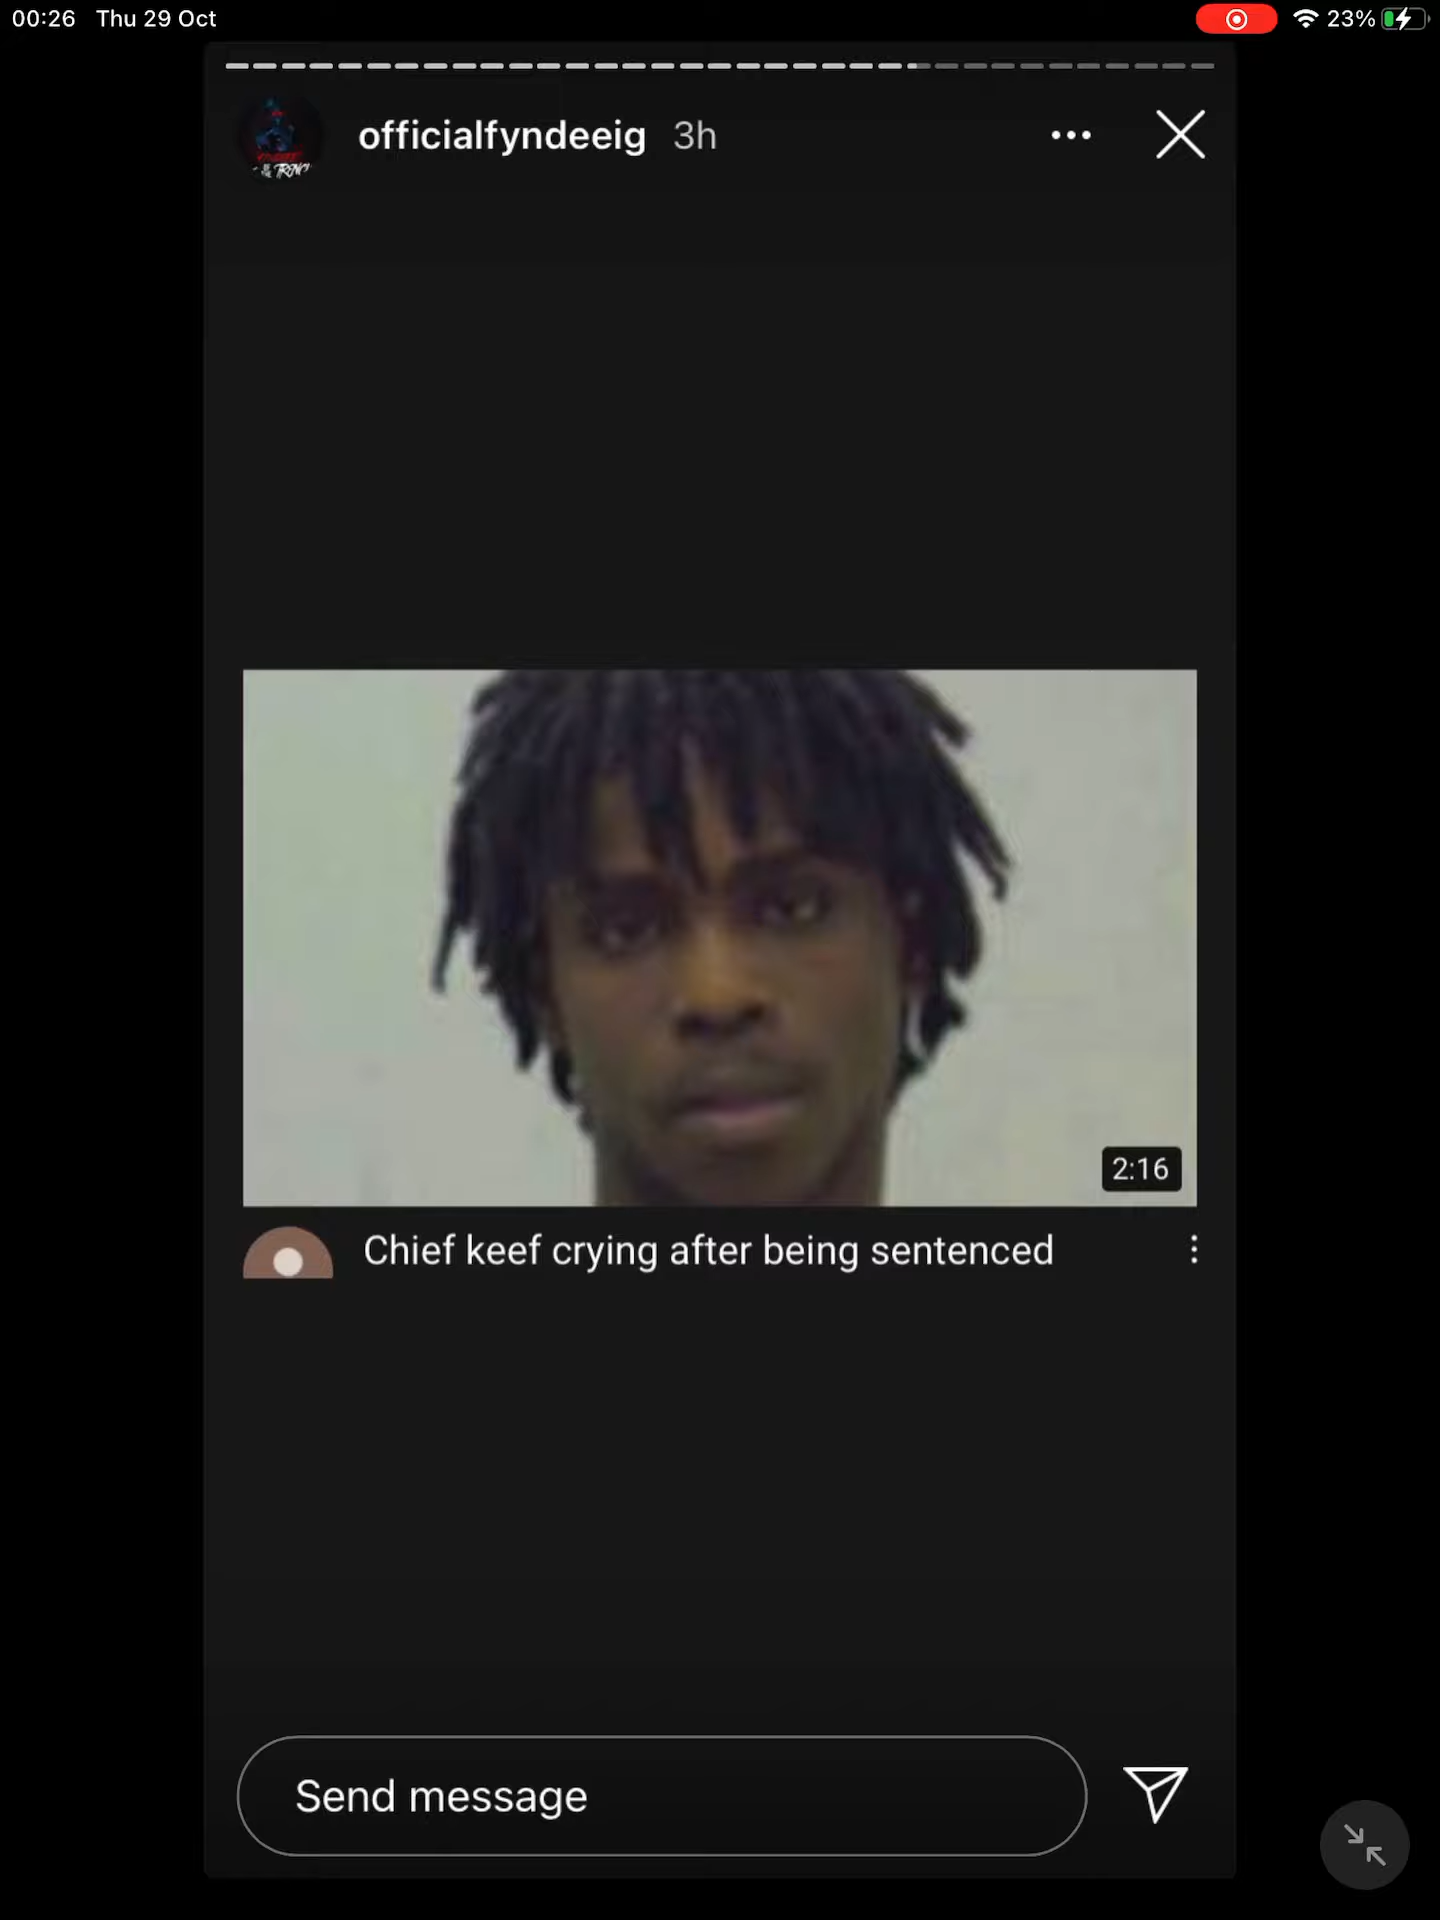 00:26 Thu 29 Oct
23%
officialfyndeeig 3h
2:16
Chief keef crying after being sentenced
Send message